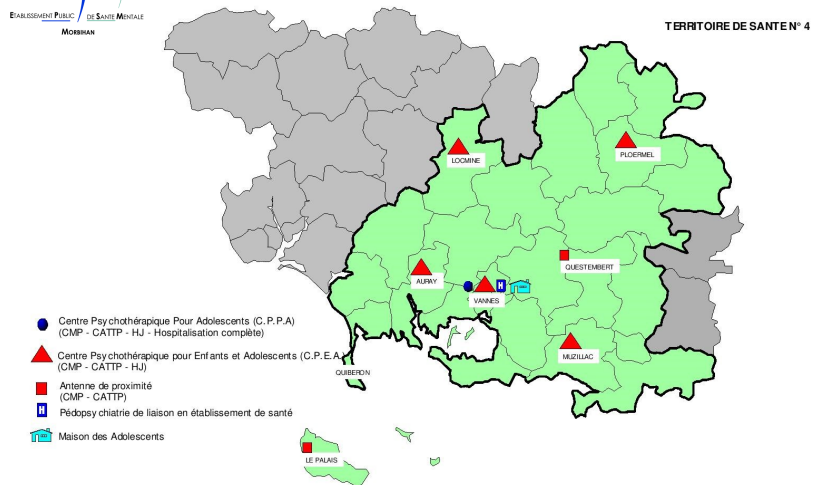 ETABLISSEMENT PUBLIC DE SANTE MENTALE
MORBIHAN
TERRITOIRE DE SANTE N° 4
LOCMINE
PLOERMEL
QUESTEMBERT
AURAY
VANNES
MUZILLAC
QUIBERON
LE PALAIS
Centre Psychothérapique Pour Adolescents (C.P.P.A)
(CMP - CATTP - HJ - Hospitalisation complète)
Centre Psychothérapique pour Enfants et Adolescents (C.P.E.A.)
(CMP - CATTP - HJ)
Antenne de proximité
(CMP - CATTP)
H Pédopsychiatrie de liaison en établissement de santé
Maison des Adolescents
H